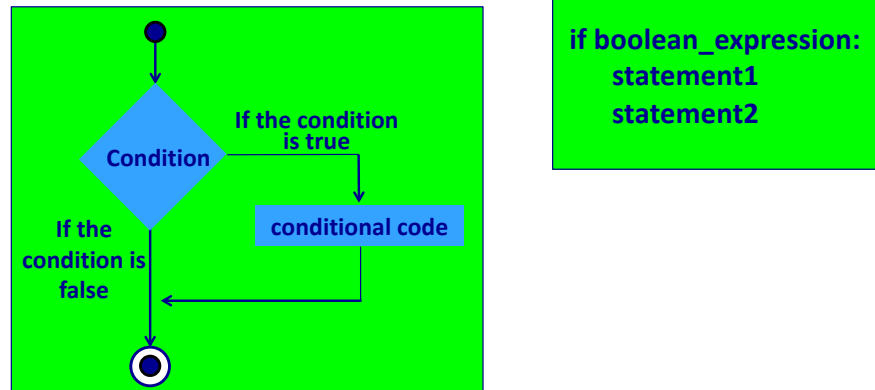 If the condition
is true
Condition
conditional code
If the
condition is
false
if boolean_expression:
statement1
statement2